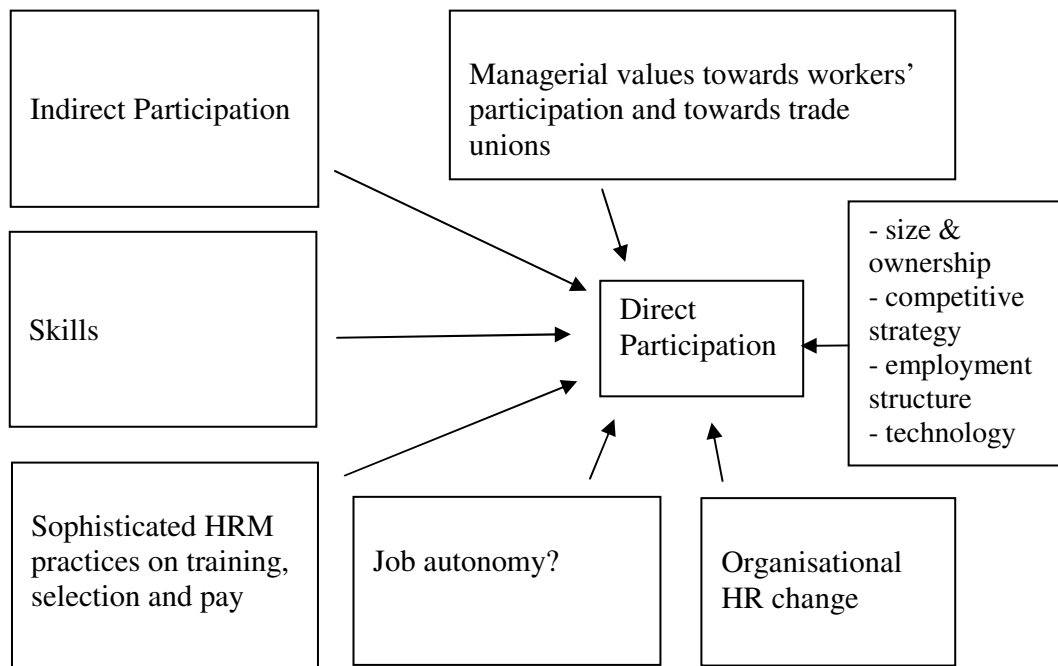 Indirect Participation
Managerial values towards workers’
participation and towards trade
unions
- size &
ownership
- competitive
strategy
- employment
structure
- technology
Skills
Direct
Participation
Sophisticated HRM
practices on training,
selection and pay
Job autonomy?
Organisational
HR change